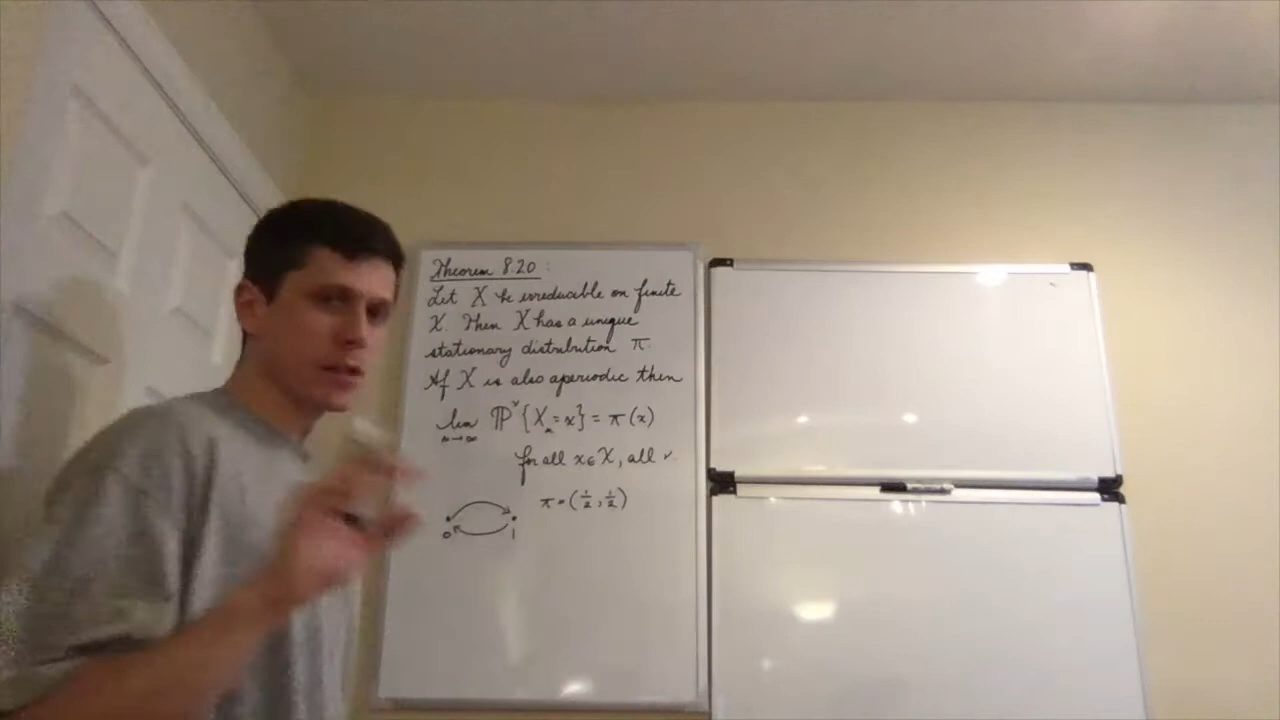 Theorem 8.20:
Let X be irreducible on finite
X. Then X has a unique
stationary distribution π.
If X is also aperiodic then
lim n→∞ ℙ^ν{X_n = x} = π(x)
for all x ∈ X, all ν.
π = (1/2, 1/2)
0 1